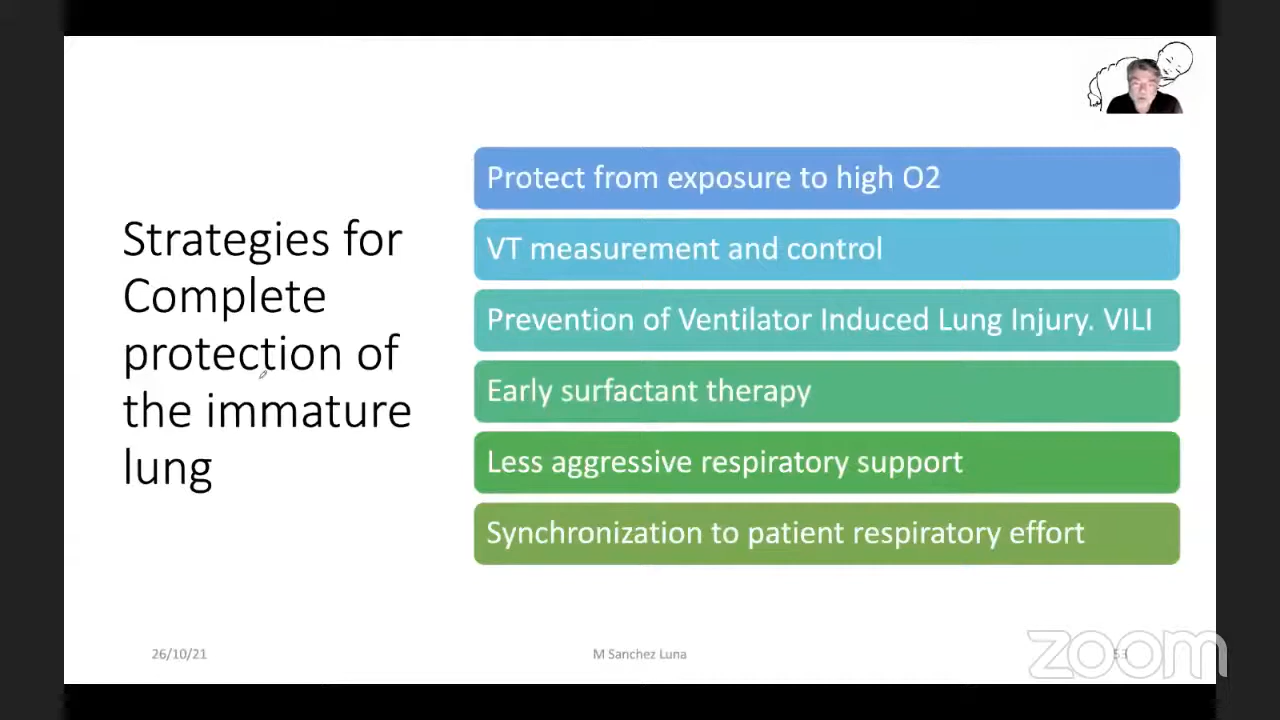 Strategies for
Complete
protection of
the immature
lung
Protect from exposure to high O2
VT measurement and control
Prevention of Ventilator Induced Lung Injury. VILI
Early surfactant therapy
Less aggressive respiratory support
Synchronization to patient respiratory effort
26/10/21
M Sanchez Luna
53
zoom